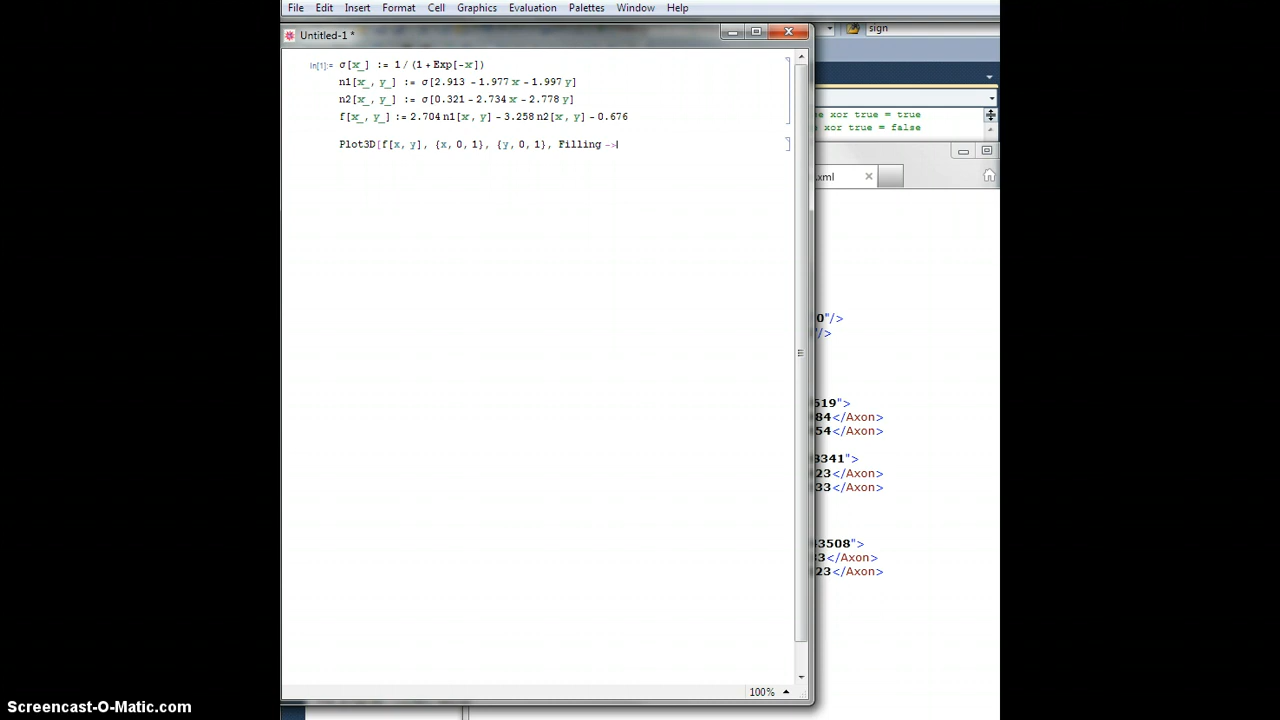 File Edit Insert Format Cell Graphics Evaluation Palettes Window Help
Untitled-1 *
sign
In[1]:= σ[x_] := 1 / (1 + Exp[-x])
n1[x_, y_] := σ[2.913 - 1.977 x - 1.997 y]
n2[x_, y_] := σ[0.321 - 2.734 x - 2.778 y]
f[x_, y_] := 2.704 n1[x, y] - 3.258 n2[x, y] - 0.676
Plot3D[f[x, y], {x, 0, 1}, {y, 0, 1}, Filling ->
xor true = true
xor true = false
xml
0"/>
"/>
519">
84</Axon>
54</Axon>
8341">
23</Axon>
33</Axon>
43508">
33</Axon>
23</Axon>
100%
Screencast-O-Matic.com